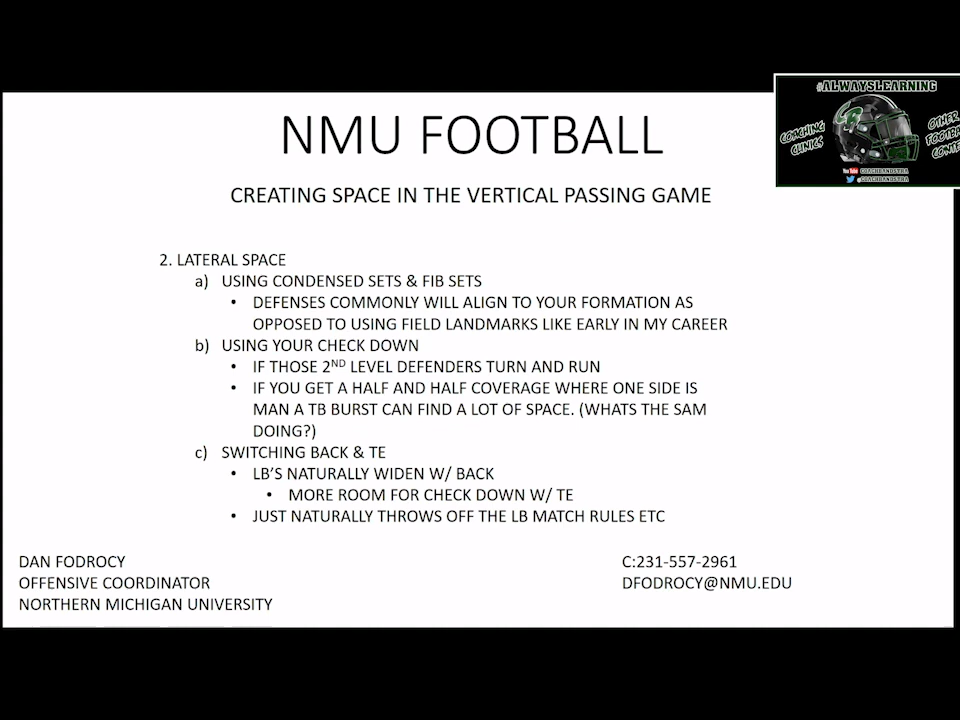 #ALWAYSLEARNING
COACHING
CLINICS
OTHER
YouTube COACHBANDSTRA
@COACHBANDSTRA
NMU FOOTBALL
CREATING SPACE IN THE VERTICAL PASSING GAME
2. LATERAL SPACE
a) USING CONDENSED SETS & FIB SETS
• DEFENSES COMMONLY WILL ALIGN TO YOUR FORMATION AS
OPPOSED TO USING FIELD LANDMARKS LIKE EARLY IN MY CAREER
b) USING YOUR CHECK DOWN
• IF THOSE 2ND LEVEL DEFENDERS TURN AND RUN
• IF YOU GET A HALF AND HALF COVERAGE WHERE ONE SIDE IS
MAN A TB BURST CAN FIND A LOT OF SPACE. (WHATS THE SAM
DOING?)
c) SWITCHING BACK & TE
• LB'S NATURALLY WIDEN W/ BACK
• MORE ROOM FOR CHECK DOWN W/ TE
• JUST NATURALLY THROWS OFF THE LB MATCH RULES ETC
DAN FODROCY
OFFENSIVE COORDINATOR
NORTHERN MICHIGAN UNIVERSITY
C:231-557-2961
DFODROCY@NMU.EDU